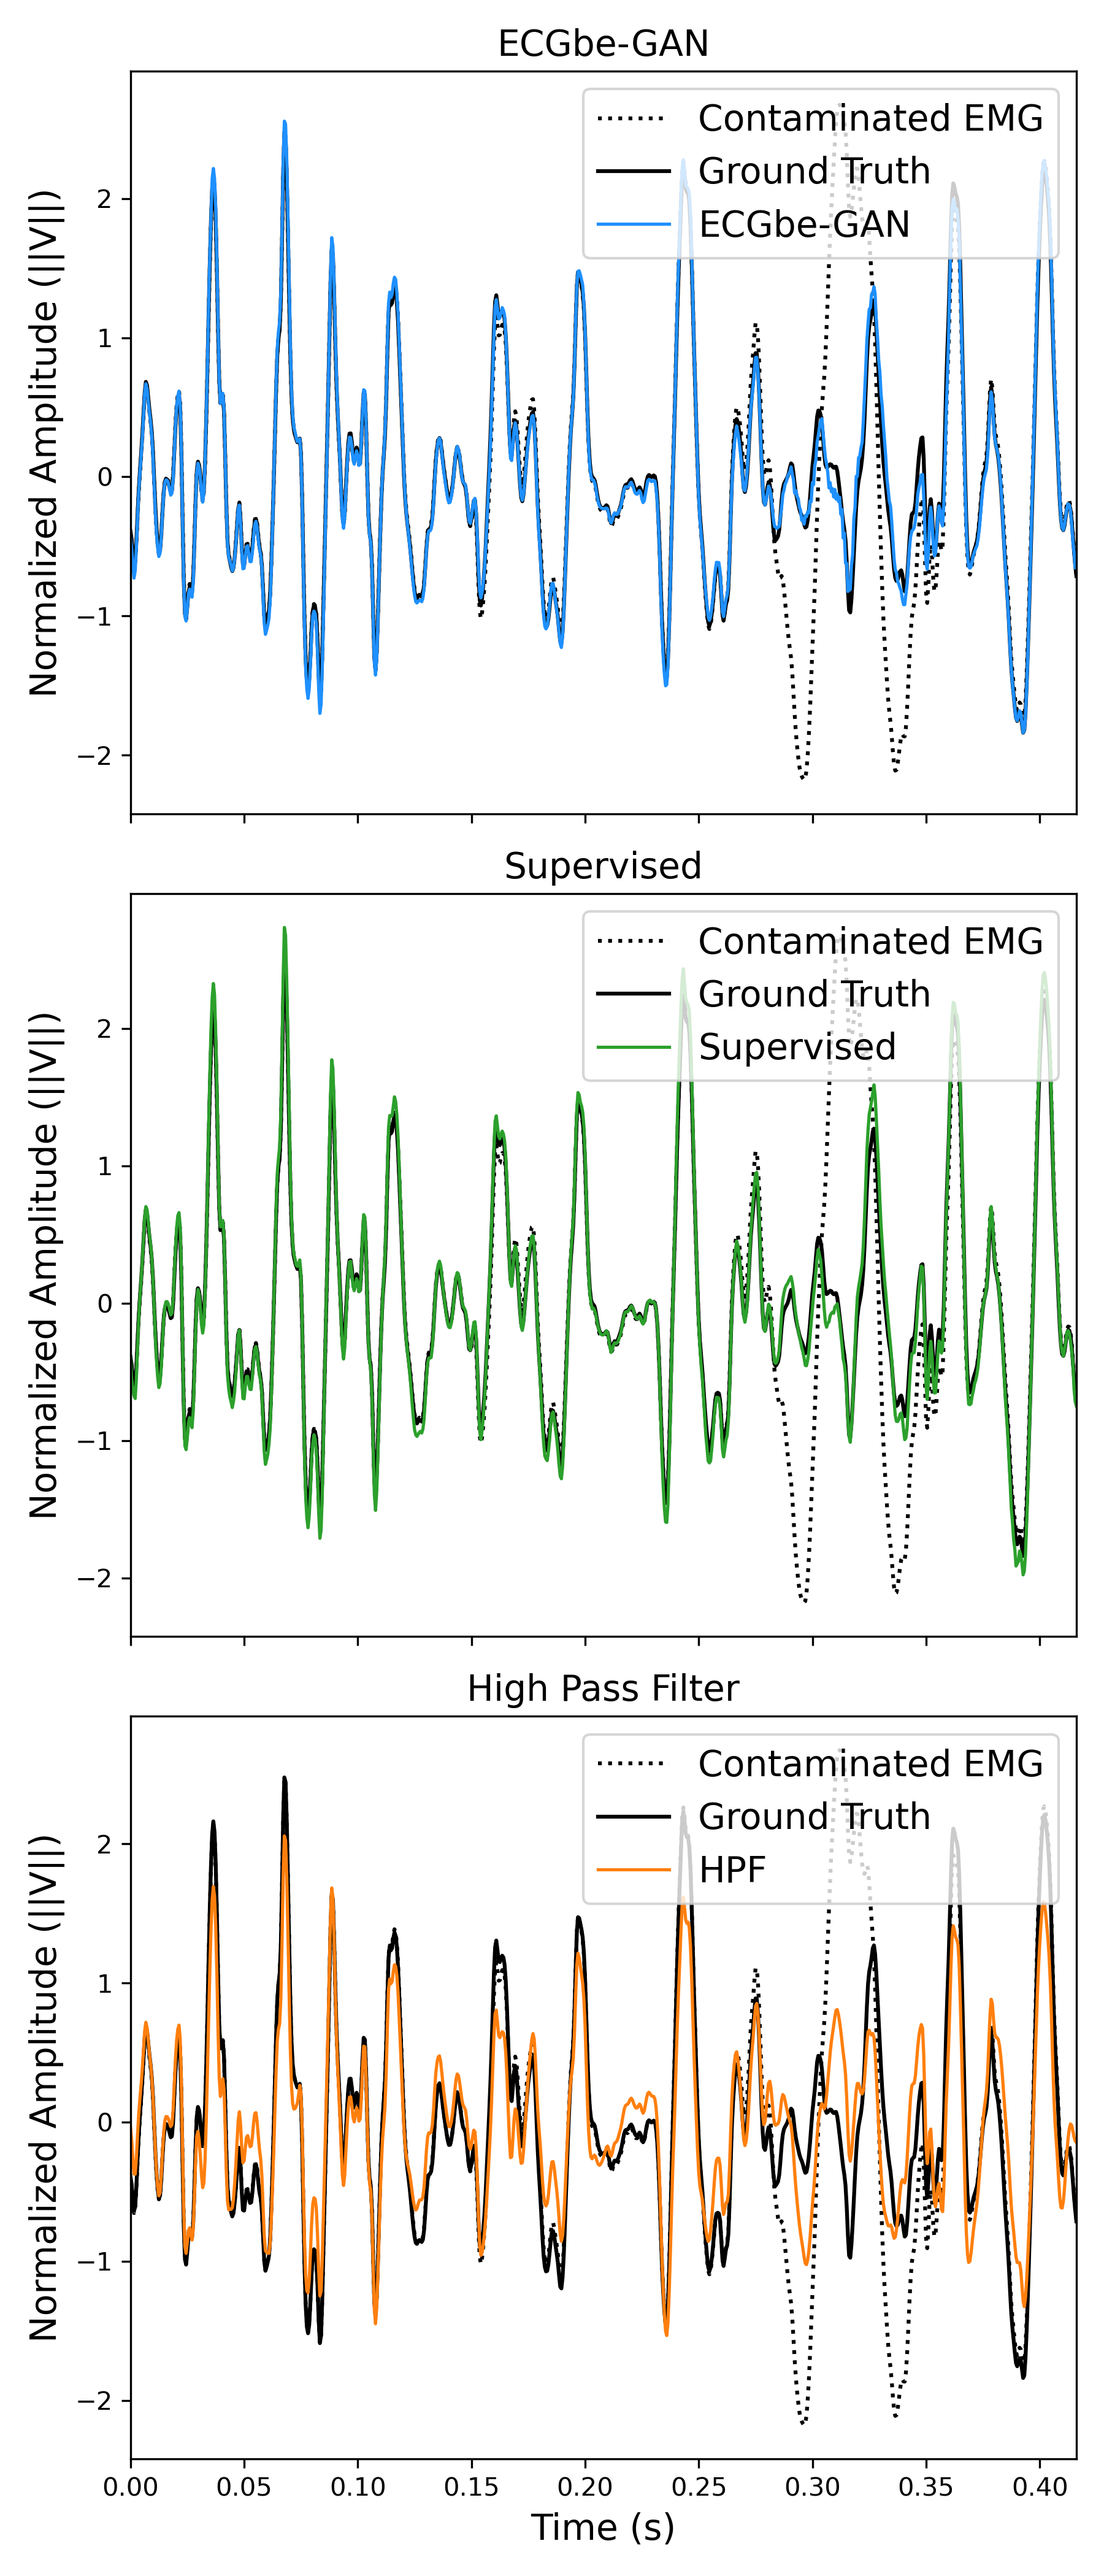 ECGbe-GAN
Contaminated EMG
Ground Truth
ECGbe-GAN
Normalized Amplitude (||V||)
2
1
0
−1
−2
Supervised
Contaminated EMG
Ground Truth
Supervised
Normalized Amplitude (||V||)
2
1
0
−1
−2
High Pass Filter
Contaminated EMG
Ground Truth
HPF
Normalized Amplitude (||V||)
2
1
0
−1
−2
0.00 0.05 0.10 0.15 0.20 0.25 0.30 0.35 0.40
Time (s)